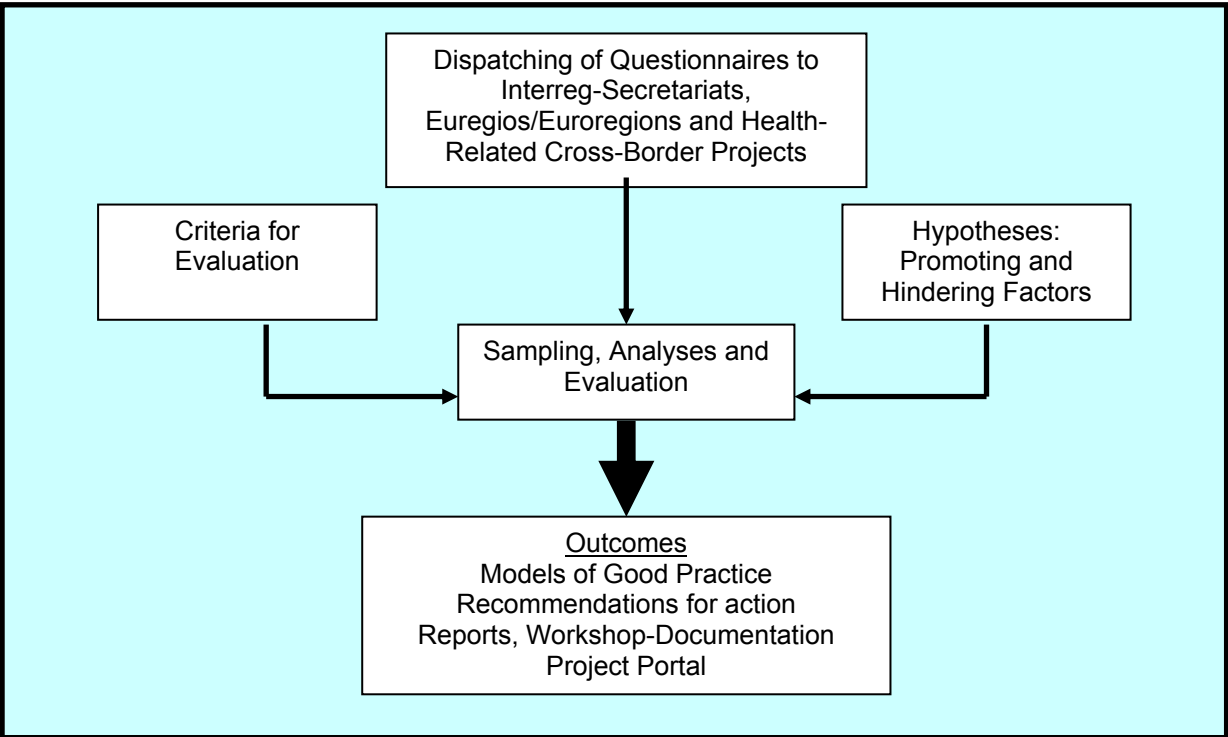 Dispatching of Questionnaires to
Interreg-Secretariats,
Euregios/Euroregions and Health-
Related Cross-Border Projects
Criteria for
Evaluation
Hypotheses:
Promoting and
Hindering Factors
Sampling, Analyses and
Evaluation
Outcomes
Models of Good Practice
Recommendations for action
Reports, Workshop-Documentation
Project Portal